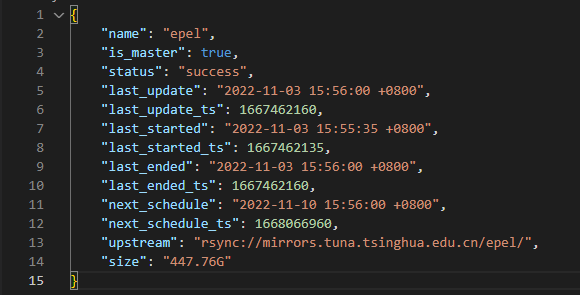 1 {
2 "name": "epel",
3 "is_master": true,
4 "status": "success",
5 "last_update": "2022-11-03 15:56:00 +0800",
6 "last_update_ts": 1667462160,
7 "last_started": "2022-11-03 15:55:35 +0800",
8 "last_started_ts": 1667462135,
9 "last_ended": "2022-11-03 15:56:00 +0800",
10 "last_ended_ts": 1667462160,
11 "next_schedule": "2022-11-10 15:56:00 +0800",
12 "next_schedule_ts": 1668066960,
13 "upstream": "rsync://mirrors.tuna.tsinghua.edu.cn/epel/",
14 "size": "447.76G"
15 }